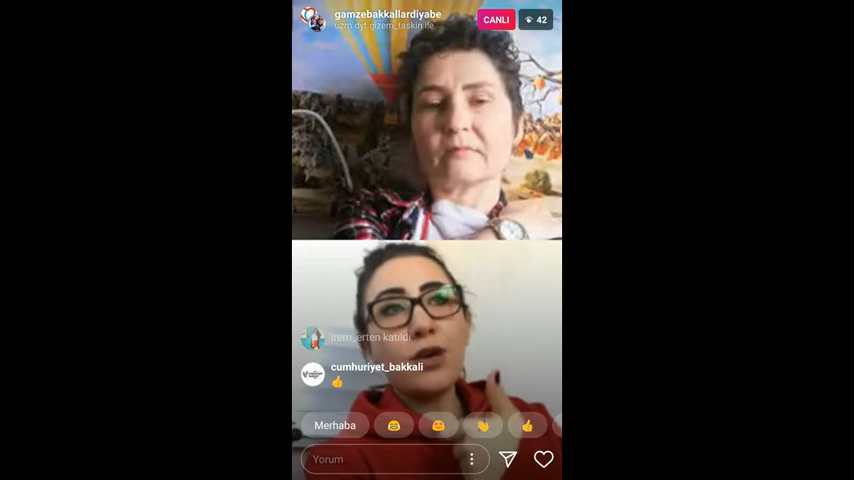 gamzebakkallardiyabe
uzm.dyt.gizem_taskin ile
CANLI
42
irem_erten katıldı
cumhuriyet_bakkali
Merhaba
Yorum